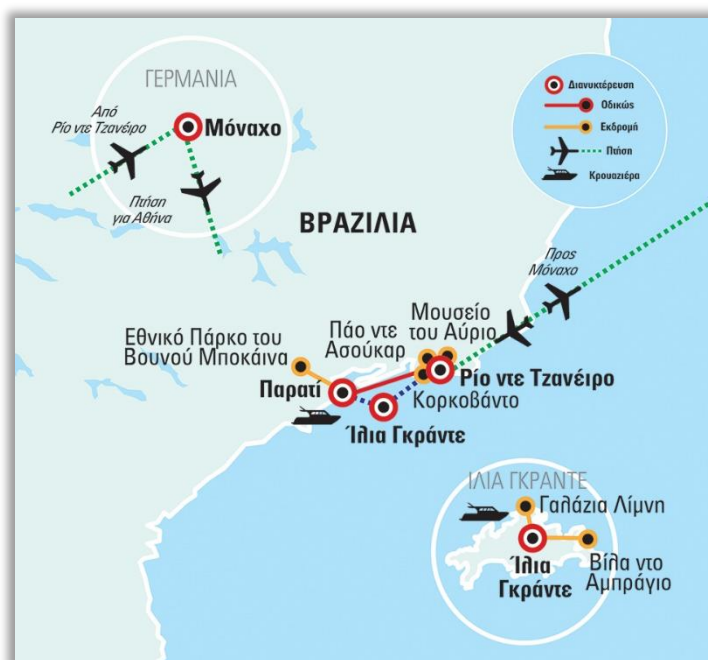 ΓΕΡΜΑΝΙΑ
Από
Ρίο ντε Τζανέιρο
Μόναχο
Πτήση
για Αθήνα
Διανυκτέρευση
Οδικώς
Εκδρομή
Πτήση
Κρουαζιέρα
ΒΡΑΖΙΛΙΑ
Προς
Μόναχο
Εθνικό Πάρκο του
Βουνού Μποκάινα
Πάο ντε
Ασούκαρ
Μουσείο
του Αύριο
Παρατί
Ρίο ντε Τζανέιρο
Κορκοβάντο
Ίλια Γκράντε
ΙΛΙΑ ΓΚΡΑΝΤΕ
Γαλάζια Λίμνη
Ίλια
Γκράντε
Βίλα ντο
Αμπράγιο